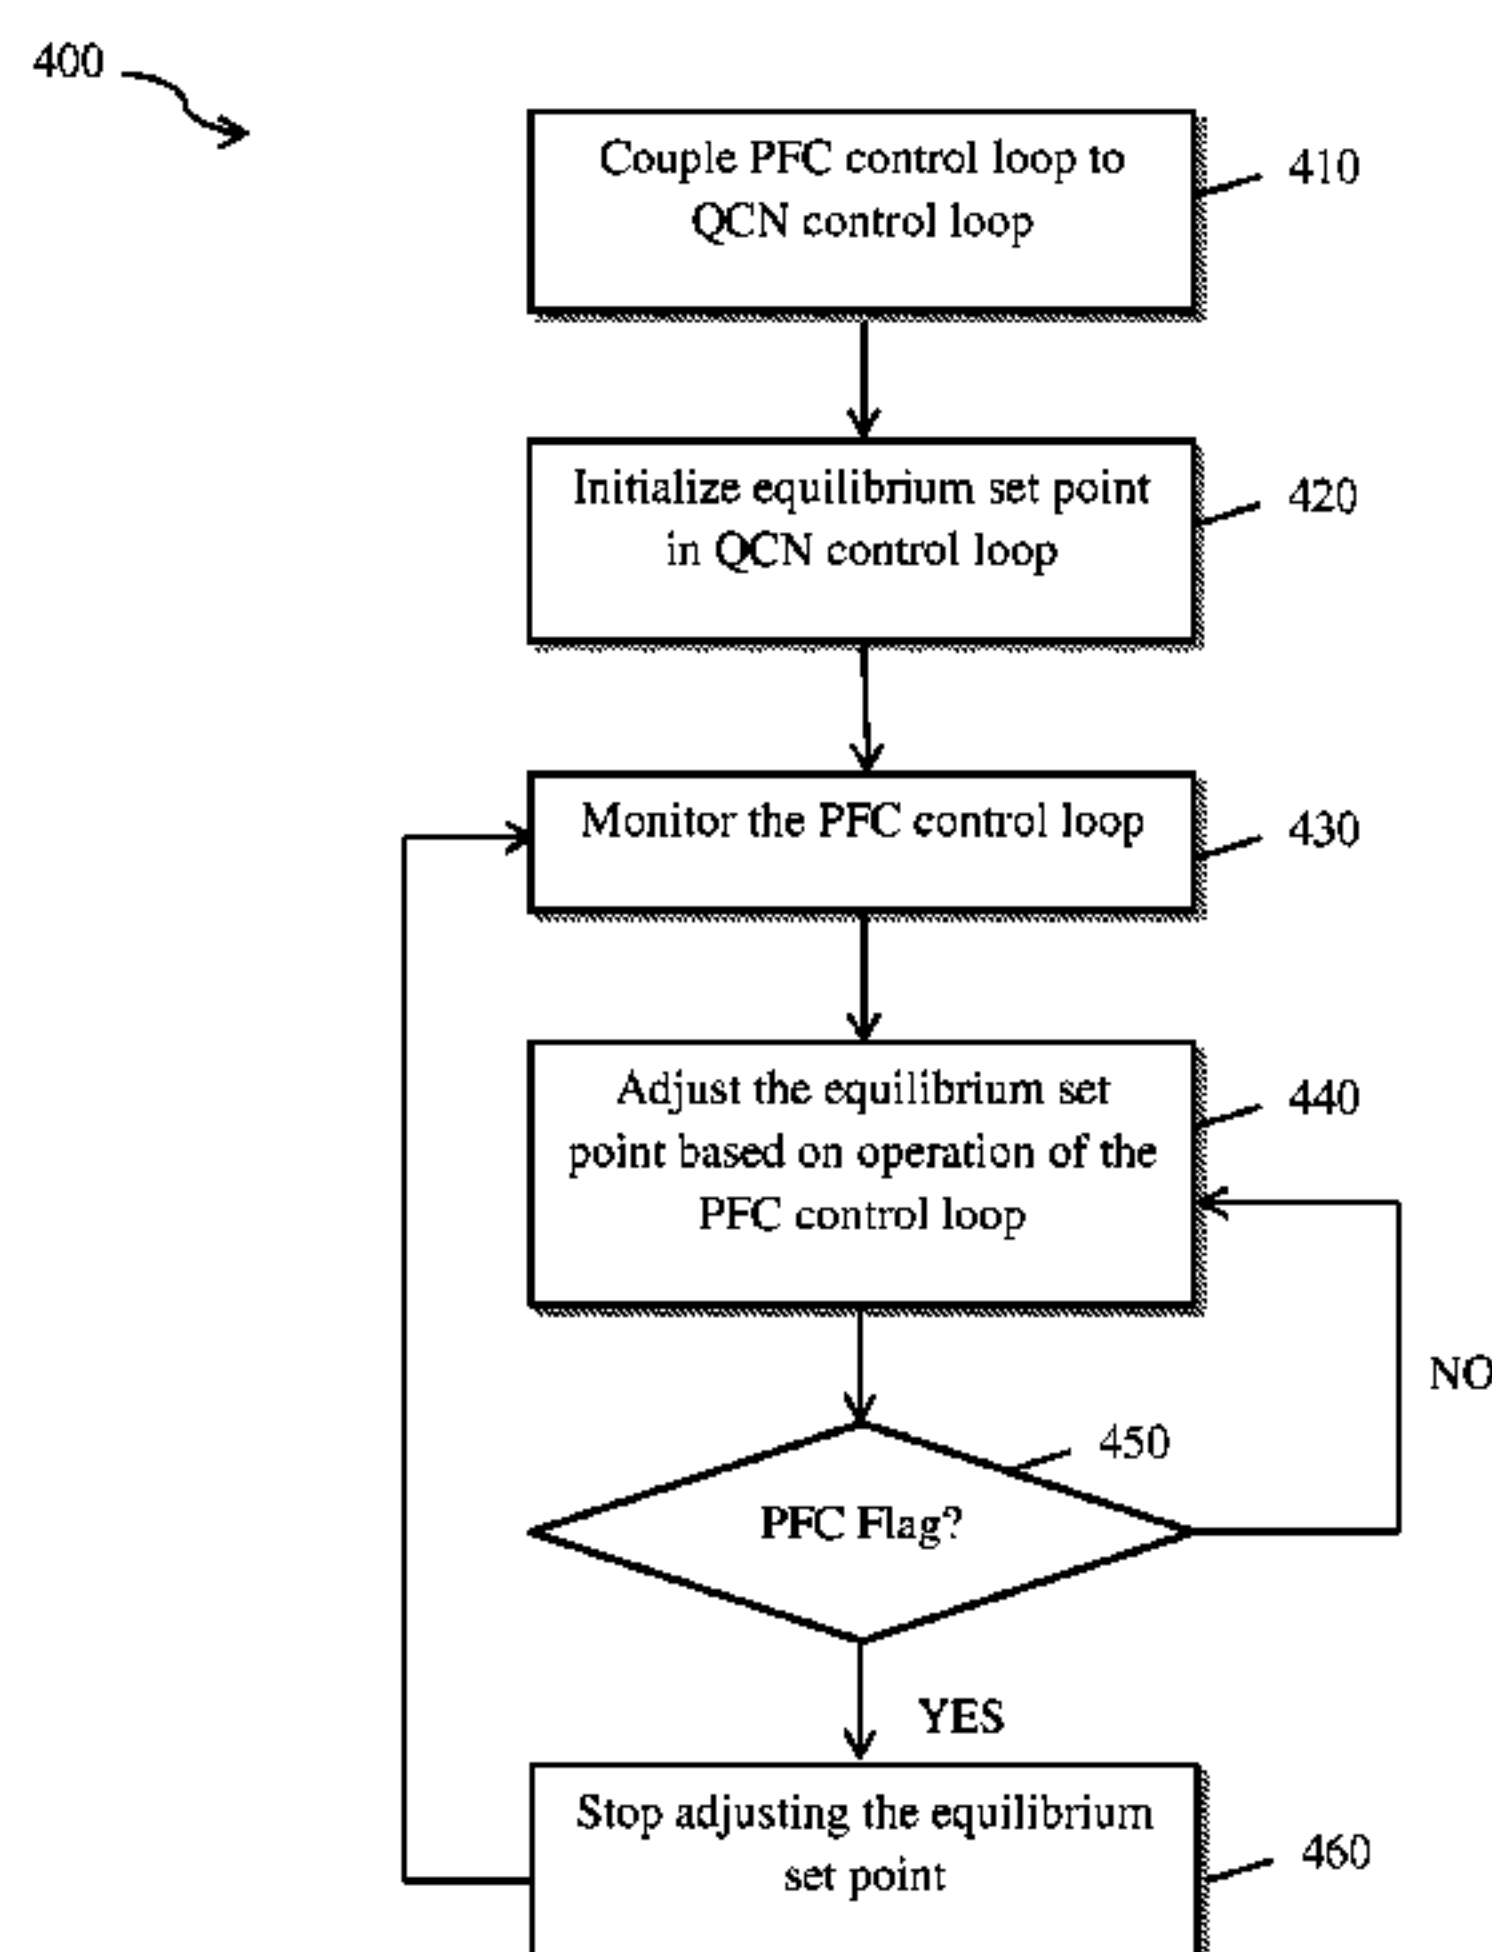 400
Couple PFC control loop to
QCN control loop
410
Initialize equilibrium set point
in QCN control loop
420
Monitor the PFC control loop
430
Adjust the equilibrium set
point based on operation of the
PFC control loop
440
NO
450
PFC Flag?
YES
Stop adjusting the equilibrium
set point
460